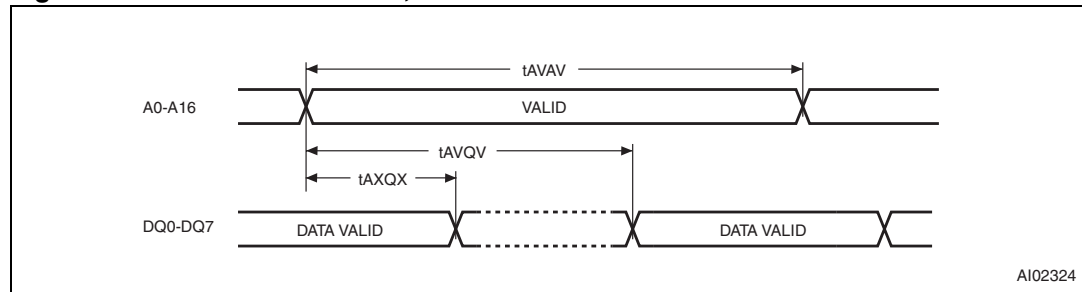 tAVAV
A0-A16
VALID
tAVQV
tAXQX
DQ0-DQ7
DATA VALID
DATA VALID
AI02324